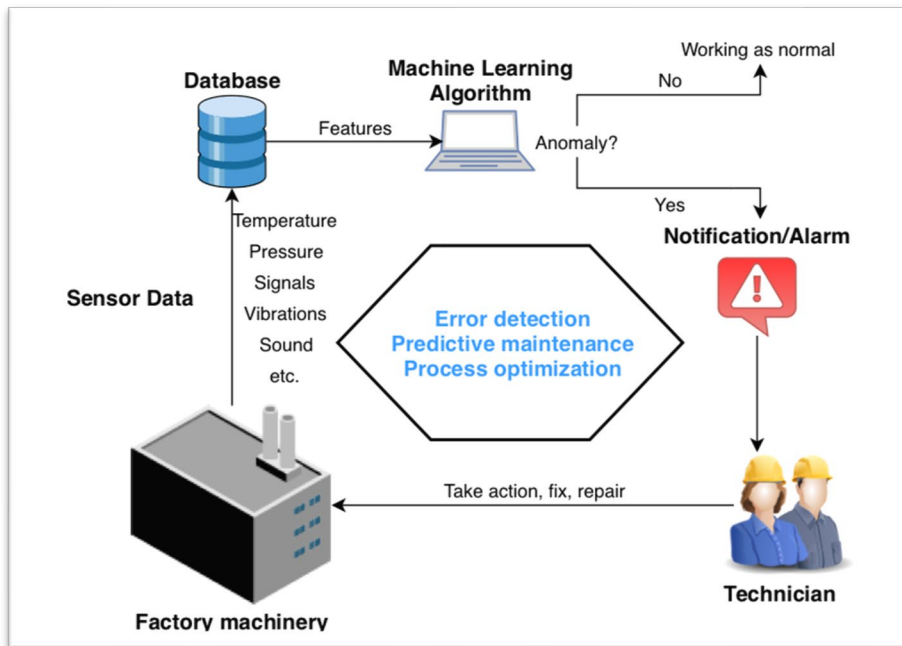 Working as normal
No
Machine Learning
Algorithm
Database
Features
Anomaly?
Yes
Notification/Alarm
Temperature
Pressure
Signals
Vibrations
Sound
etc.
Sensor Data
Error detection
Predictive maintenance
Process optimization
Take action, fix, repair
Technician
Factory machinery